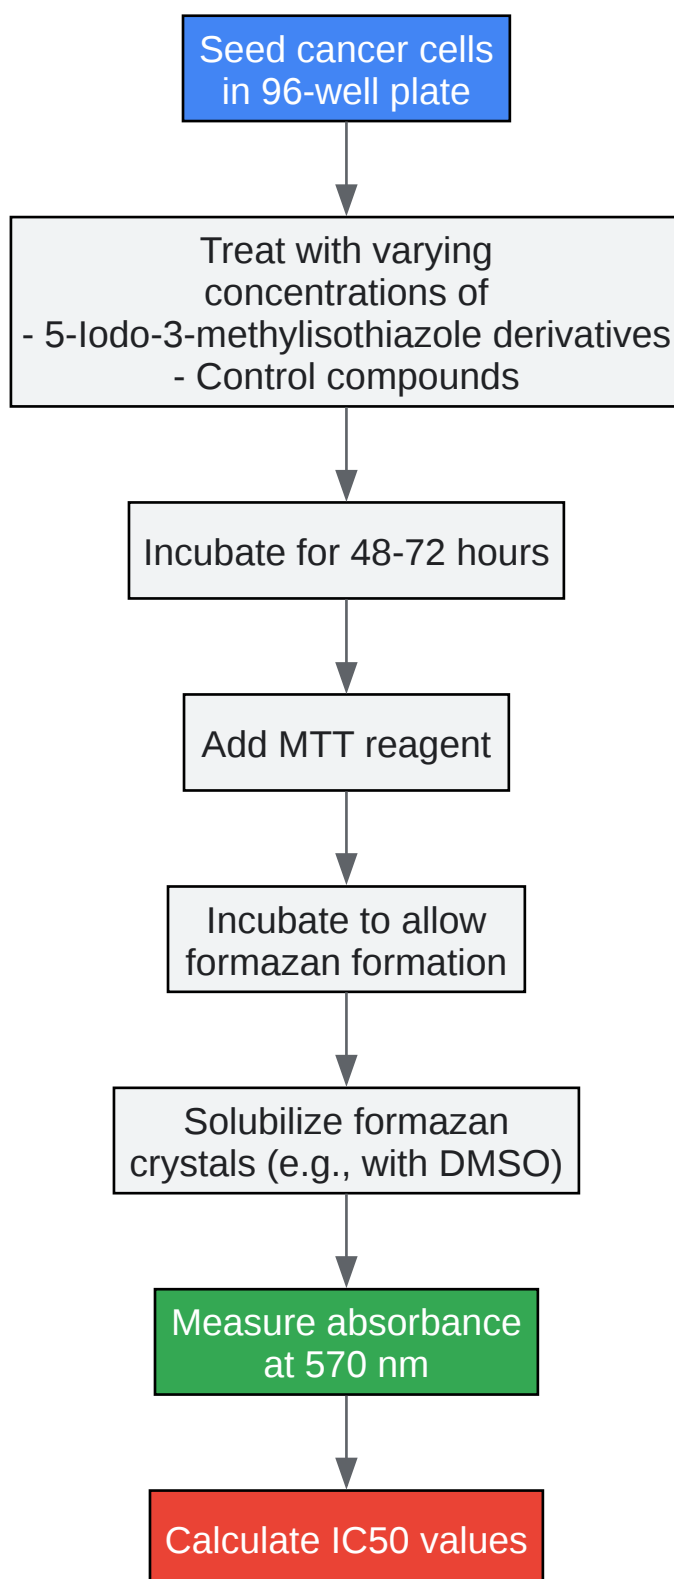 Seed cancer cells
in 96-well plate
Treat with varying
concentrations of
- 5-Iodo-3-methylisothiazole derivatives
- Control compounds
Incubate for 48-72 hours
Add MTT reagent
Incubate to allow
formazan formation
Solubilize formazan
crystals (e.g., with DMSO)
Measure absorbance
at 570 nm
Calculate IC50 values